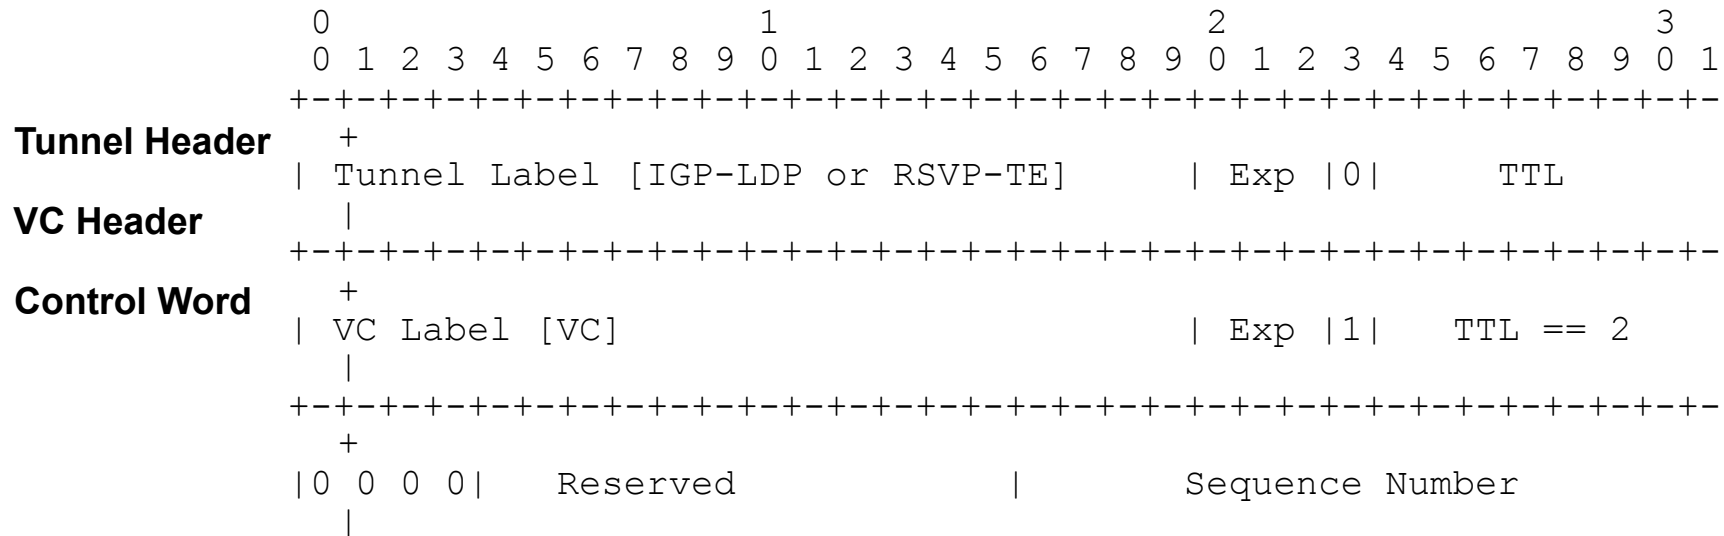 0 1 2 3
0 1 2 3 4 5 6 7 8 9 0 1 2 3 4 5 6 7 8 9 0 1 2 3 4 5 6 7 8 9 0 1
+-+-+-+-+-+-+-+-+-+-+-+-+-+-+-+-+-+-+-+-+-+-+-+-+-+-+-+-+-+-+-+-
Tunnel Header +
| Tunnel Label [IGP-LDP or RSVP-TE] | Exp |0| TTL
VC Header |
+-+-+-+-+-+-+-+-+-+-+-+-+-+-+-+-+-+-+-+-+-+-+-+-+-+-+-+-+-+-+-+-
Control Word +
| VC Label [VC] | Exp |1| TTL == 2
|
+-+-+-+-+-+-+-+-+-+-+-+-+-+-+-+-+-+-+-+-+-+-+-+-+-+-+-+-+-+-+-+-
+
|0 0 0 0| Reserved | Sequence Number
|